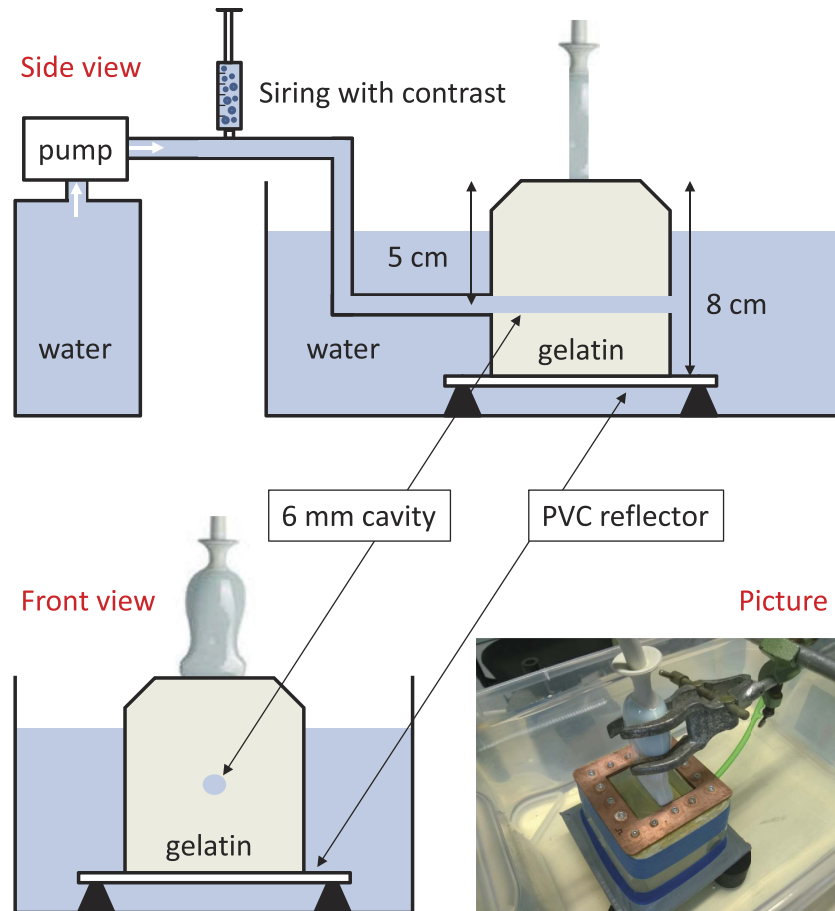 Side view
Siring with contrast
pump
5 cm
8 cm
water
water
gelatin
6 mm cavity
PVC reflector
Front view
Picture
gelatin